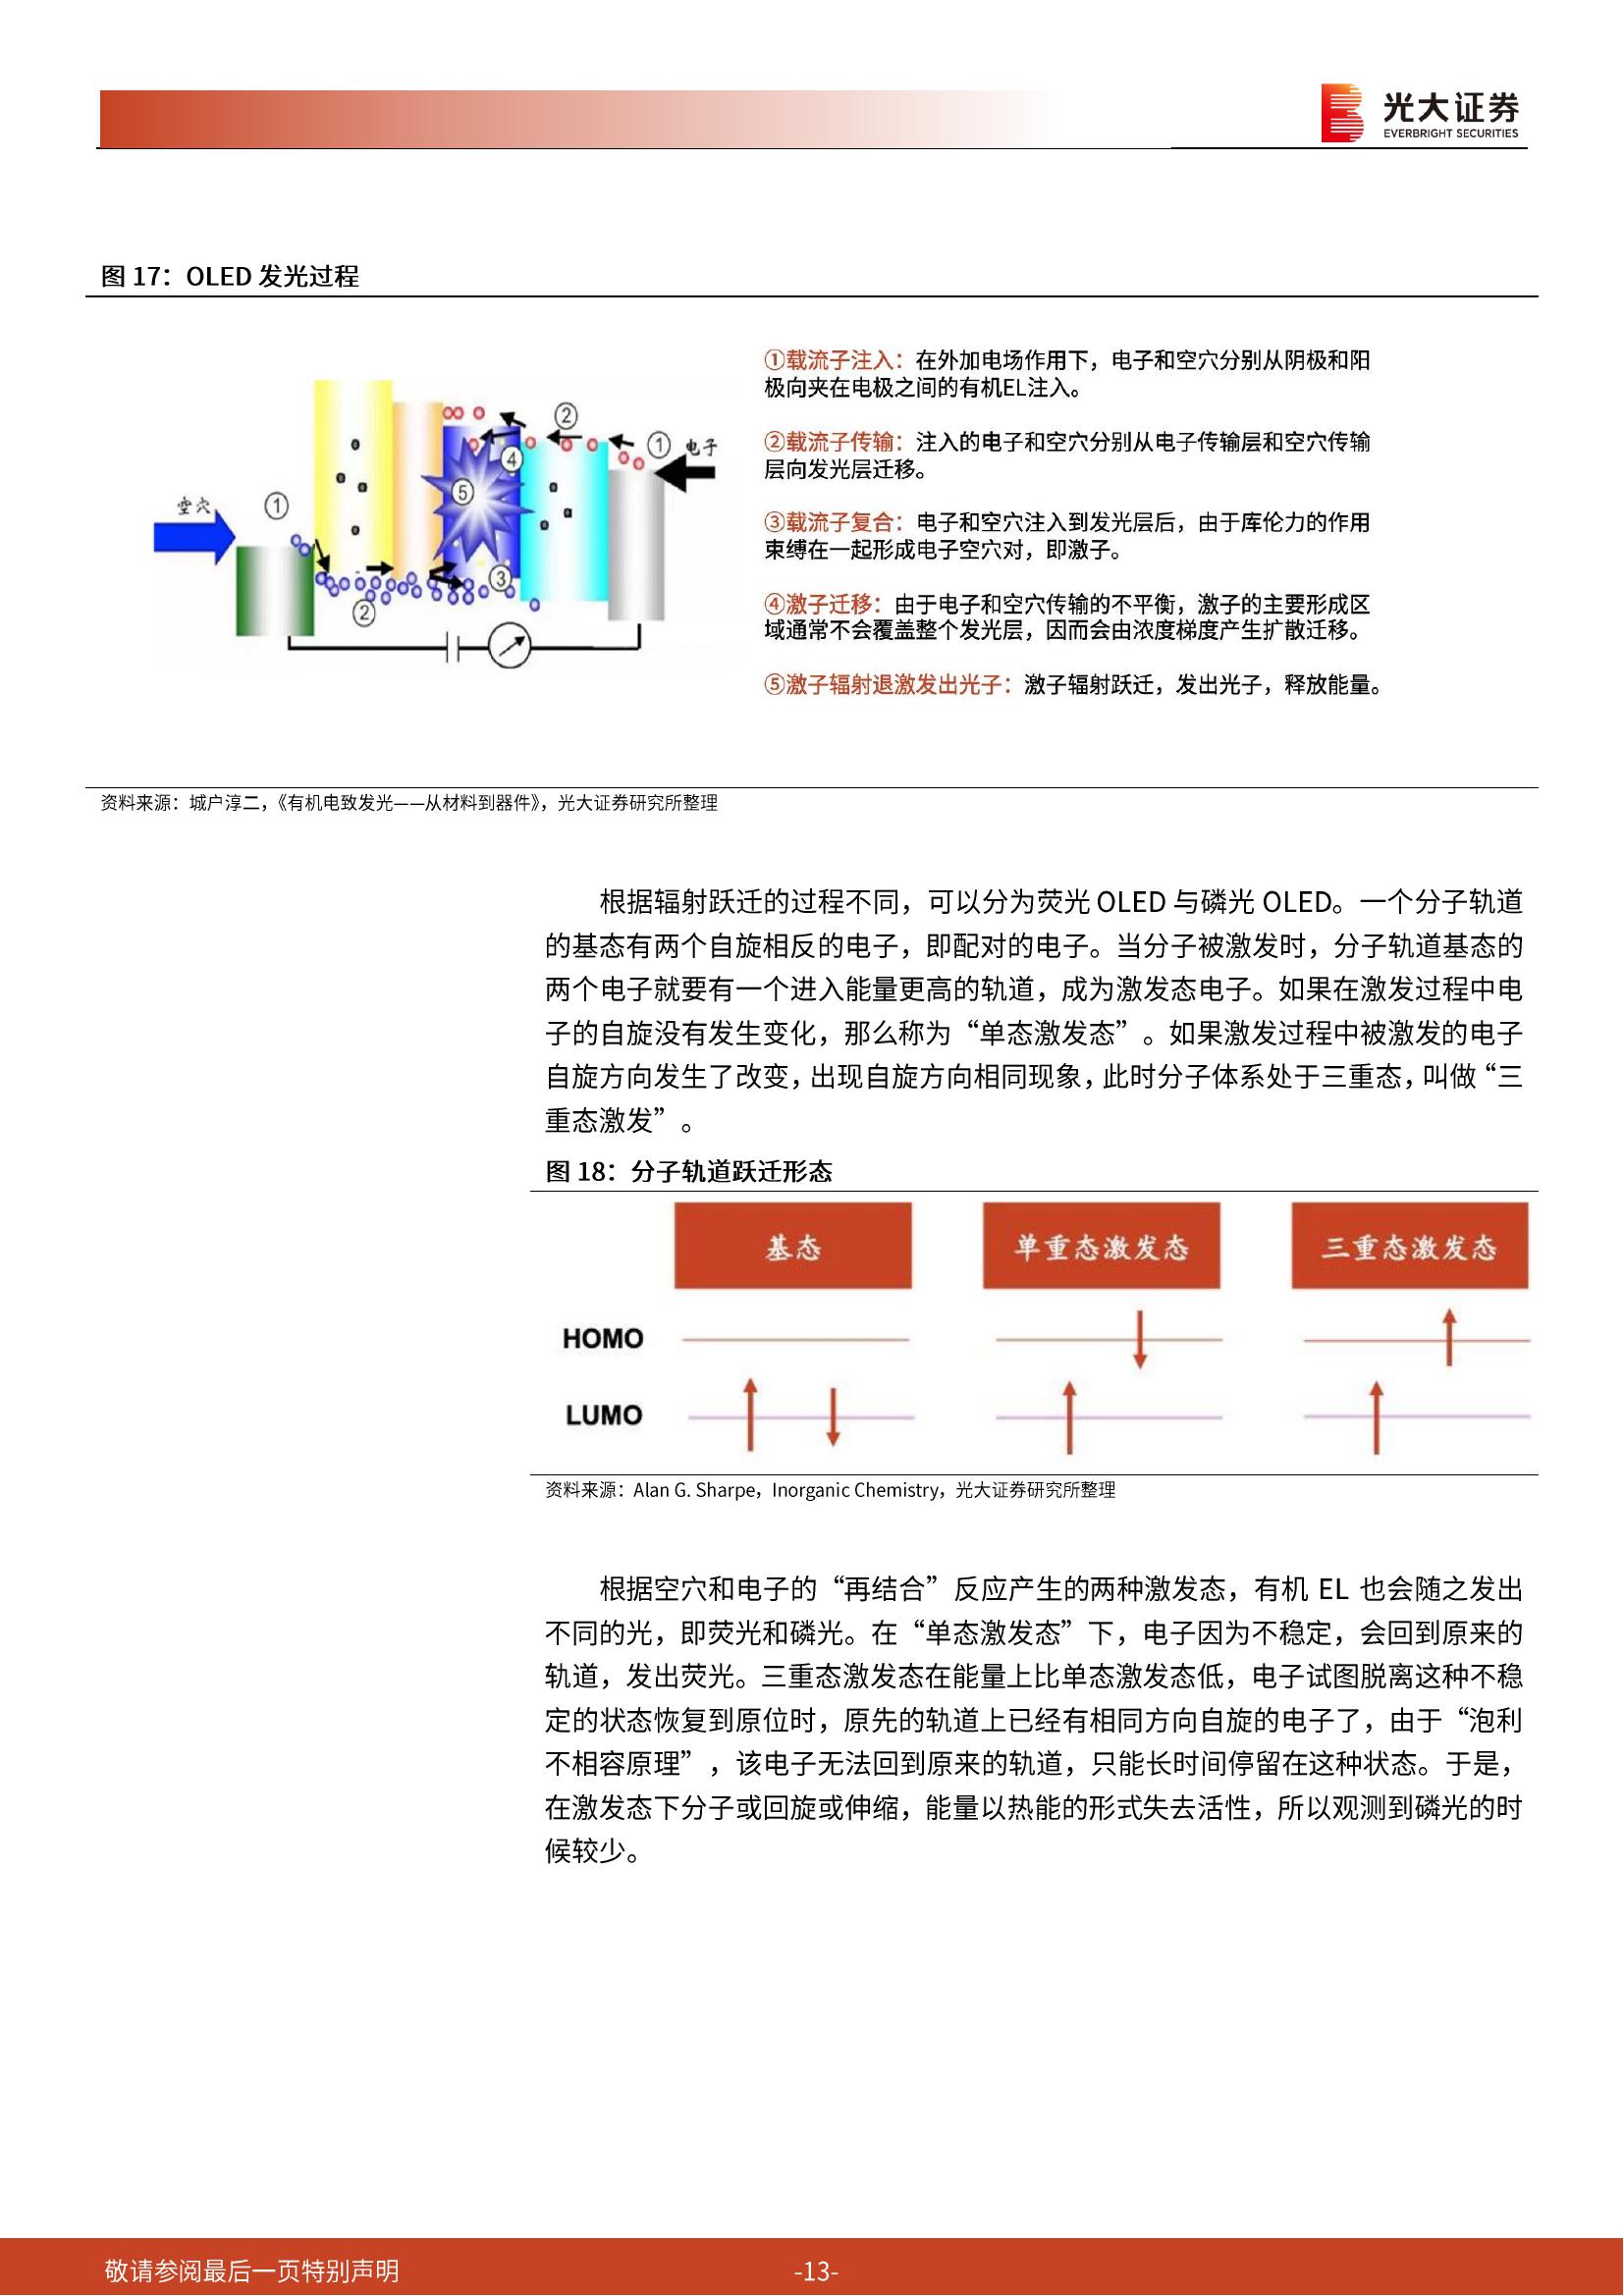 光大证券
EVERBRIGHT SECURITIES
图 17：OLED 发光过程
空穴
①
②
③
④
⑤
②
①
电子
①载流子注入：在外加电场作用下，电子和空穴分别从阴极和阳
极向夹在电极之间的有机EL注入。
②载流子传输：注入的电子和空穴分别从电子传输层和空穴传输
层向发光层迁移。
③载流子复合：电子和空穴注入到发光层后，由于库伦力的作用
束缚在一起形成电子空穴对，即激子。
④激子迁移：由于电子和空穴传输的不平衡，激子的主要形成区
域通常不会覆盖整个发光层，因而会由浓度梯度产生扩散迁移。
⑤激子辐射退激发出光子：激子辐射跃迁，发出光子，释放能量。
资料来源：城户淳二，《有机电致发光——从材料到器件》，光大证券研究所整理
根据辐射跃迁的过程不同，可以分为荧光 OLED 与磷光 OLED。一个分子轨道
的基态有两个自旋相反的电子，即配对的电子。当分子被激发时，分子轨道基态的
两个电子就要有一个进入能量更高的轨道，成为激发态电子。如果在激发过程中电
子的自旋没有发生变化，那么称为“单态激发态”。如果激发过程中被激发的电子
自旋方向发生了改变，出现自旋方向相同现象，此时分子体系处于三重态，叫做“三
重态激发”。
图 18：分子轨道跃迁形态
基态 单重态激发态 三重态激发态
HOMO
LUMO
资料来源：Alan G. Sharpe，Inorganic Chemistry，光大证券研究所整理
根据空穴和电子的“再结合”反应产生的两种激发态，有机 EL 也会随之发出
不同的光，即荧光和磷光。在“单态激发态”下，电子因为不稳定，会回到原来的
轨道，发出荧光。三重态激发态在能量上比单态激发态低，电子试图脱离这种不稳
定的状态恢复到原位时，原先的轨道上已经有相同方向自旋的电子了，由于“泡利
不相容原理”，该电子无法回到原来的轨道，只能长时间停留在这种状态。于是，
在激发态下分子或回旋或伸缩，能量以热能的形式失去活性，所以观测到磷光的时
候较少。
敬请参阅最后一页特别声明
-13-